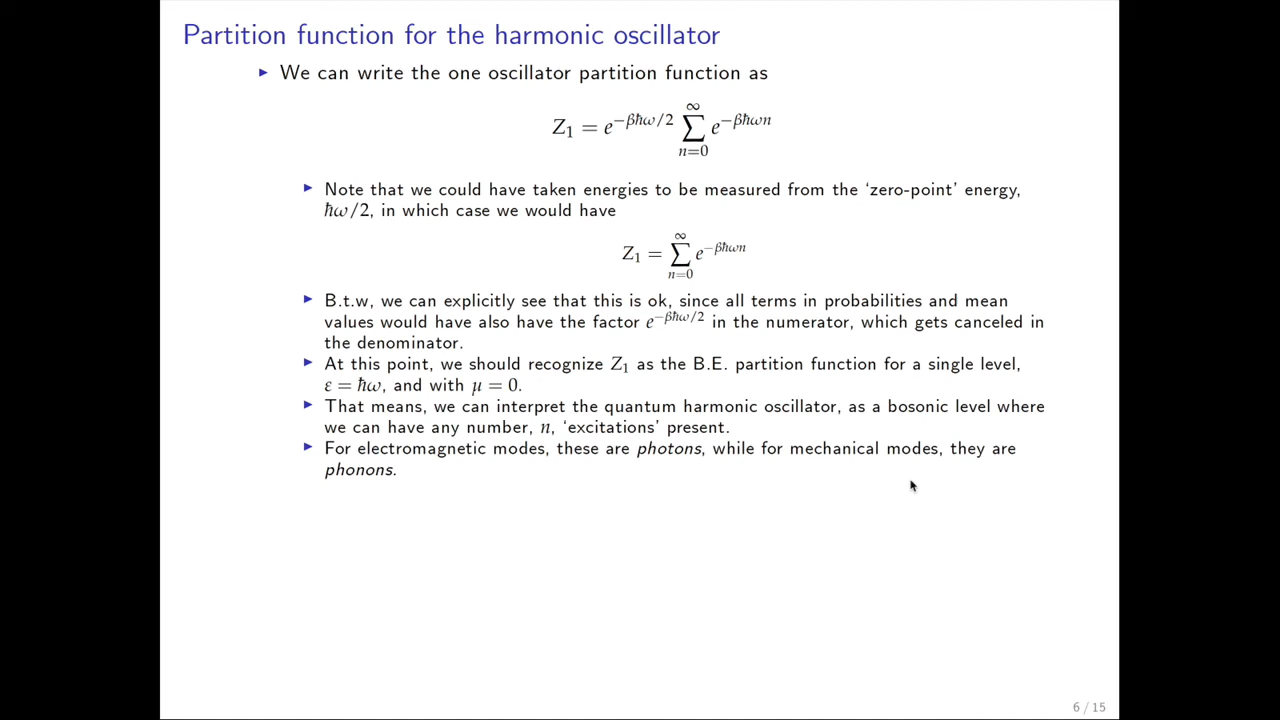 Partition function for the harmonic oscillator
▶ We can write the one oscillator partition function as
Z₁ = e^{−βħω/2} ∑_{n=0}^{∞} e^{−βħωn}
▶ Note that we could have taken energies to be measured from the ‘zero-point’ energy,
ħω/2, in which case we would have
Z₁ = ∑_{n=0}^{∞} e^{−βħωn}
▶ B.t.w, we can explicitly see that this is ok, since all terms in probabilities and mean
values would have also have the factor e^{−βħω/2} in the numerator, which gets canceled in
the denominator.
▶ At this point, we should recognize Z₁ as the B.E. partition function for a single level,
ε = ħω, and with μ = 0.
▶ That means, we can interpret the quantum harmonic oscillator, as a bosonic level where
we can have any number, n, ‘excitations’ present.
▶ For electromagnetic modes, these are photons, while for mechanical modes, they are
phonons.
6 / 15